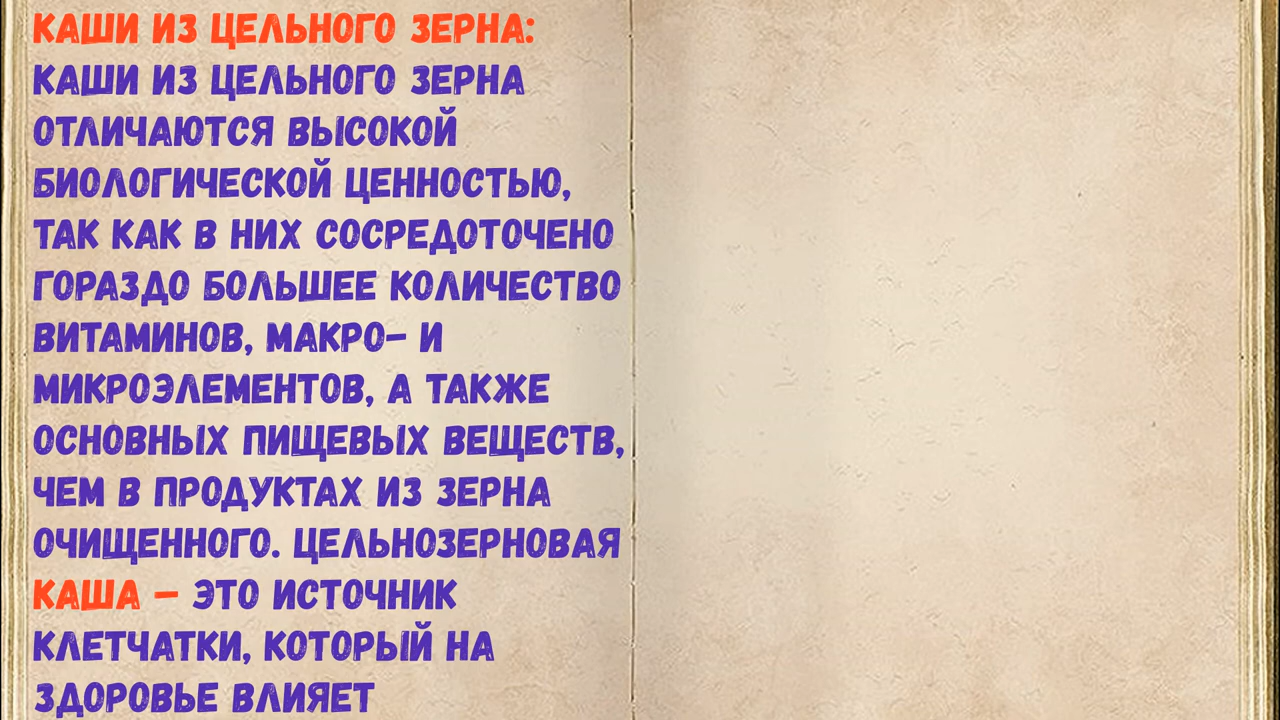 КАШИ ИЗ ЦЕЛЬНОГО ЗЕРНА:
КАШИ ИЗ ЦЕЛЬНОГО ЗЕРНА
ОТЛИЧАЮТСЯ ВЫСОКОЙ
БИОЛОГИЧЕСКОЙ ЦЕННОСТЬЮ,
ТАК КАК В НИХ СОСРЕДОТОЧЕНО
ГОРАЗДО БОЛЬШЕЕ КОЛИЧЕСТВО
ВИТАМИНОВ, МАКРО– И
МИКРОЭЛЕМЕНТОВ, А ТАКЖЕ
ОСНОВНЫХ ПИЩЕВЫХ ВЕЩЕСТВ,
ЧЕМ В ПРОДУКТАХ ИЗ ЗЕРНА
ОЧИЩЕННОГО. ЦЕЛЬНОЗЕРНОВАЯ
КАША – ЭТО ИСТОЧНИК
КЛЕТЧАТКИ, КОТОРЫЙ НА
ЗДОРОВЬЕ ВЛИЯЕТ